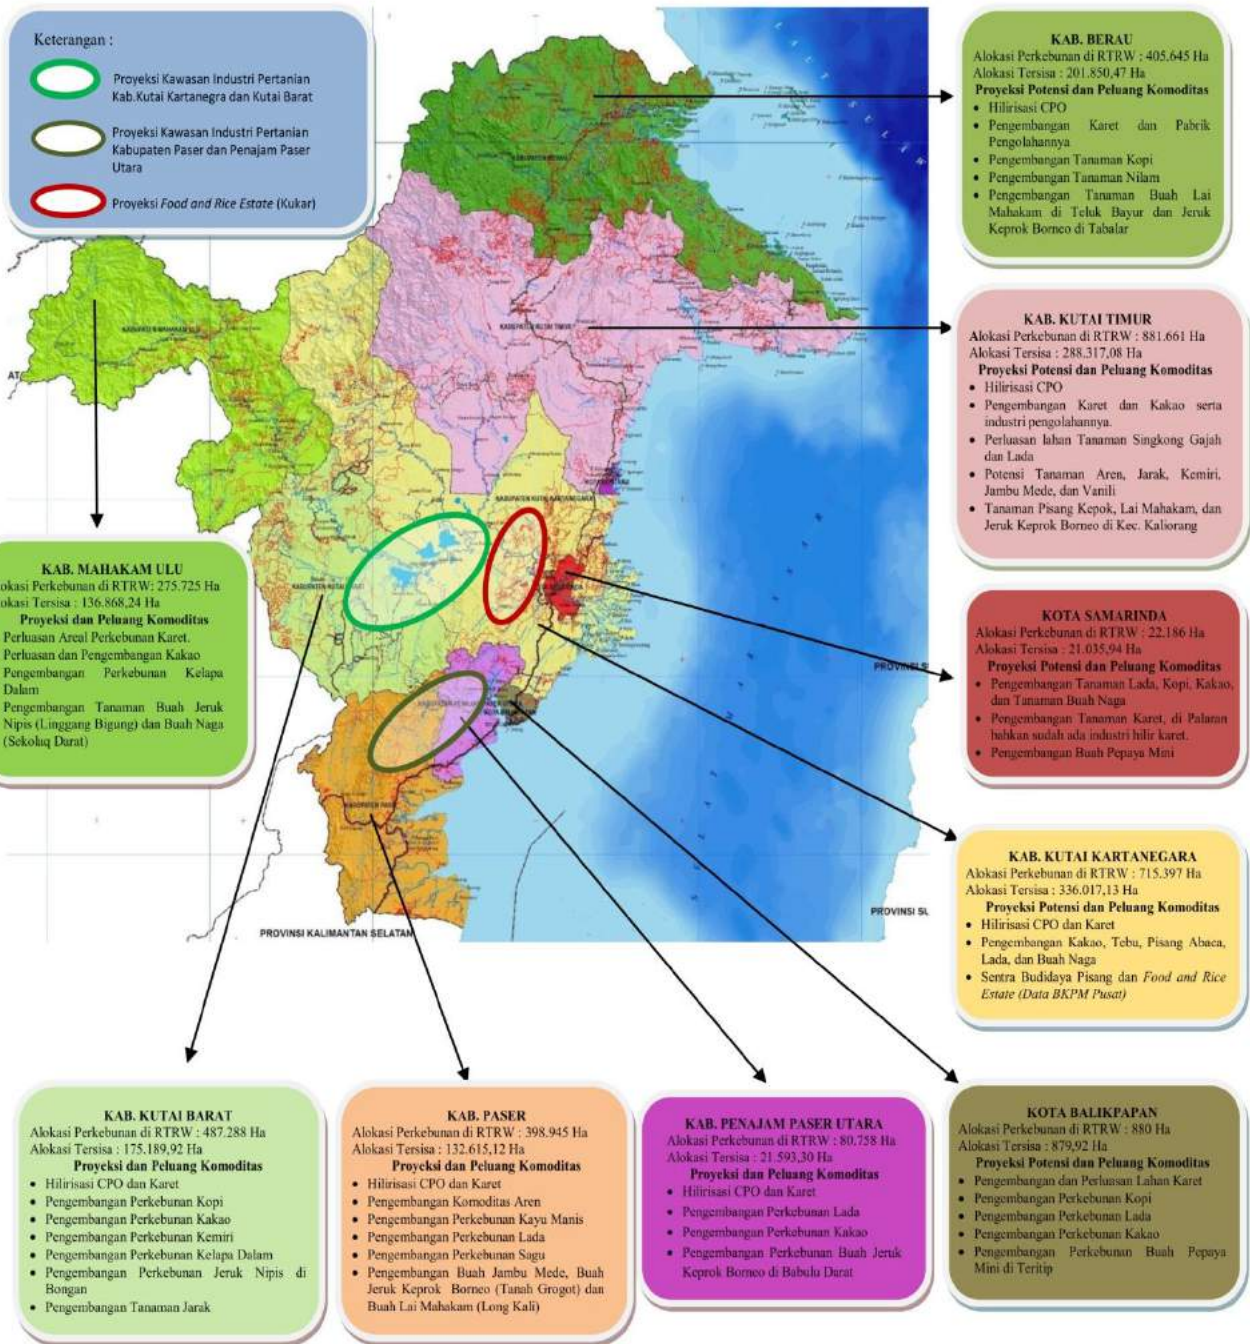 Keterangan :
Proyeksi Kawasan Industri Pertanian
Kab.Kutai Kartanegra dan Kutai Barat
Proyeksi Kawasan Industri Pertanian
Kabupaten Paser dan Penajam Paser
Utara
Proyeksi Food and Rice Estate (Kukar)
KAB. BERAU
Alokasi Perkebunan di RTRW : 405.645 Ha
Alokasi Tersisa : 201.850,47 Ha
Proyeksi Potensi dan Peluang Komoditas
• Hilirisasi CPO
• Pengembangan Karet dan Pabrik
Pengolahannya
• Pengembangan Tanaman Kopi
• Pengembangan Tanaman Nilam
• Pengembangan Tanaman Buah Lai
Mahakam di Teluk Bayur dan Jeruk
Keprok Borneo di Tabalar
KAB. KUTAI TIMUR
Alokasi Perkebunan di RTRW : 881.661 Ha
Alokasi Tersisa : 288.317,08 Ha
Proyeksi Potensi dan Peluang Komoditas
• Hilirisasi CPO
• Pengembangan Karet dan Kakao serta
industri pengolahannya.
• Perluasan lahan Tanaman Singkong Gajah
dan Lada
• Potensi Tanaman Aren, Jarak, Kemiri,
Jambu Mede, dan Vanili
• Tanaman Pisang Kepok, Lai Mahakam, dan
Jeruk Keprok Borneo di Kec. Kaliorang
KABUPATEN MAHAKAM ULU
KABUPATEN KUTAI TIMUR
KABUPATEN KUTAI KARTANEGARA
KAB. MAHAKAM ULU
okasi Perkebunan di RTRW: 275.725 Ha
okasi Tersisa : 136.868,24 Ha
Proyeksi dan Peluang Komoditas
Perluasan Areal Perkebunan Karet.
Perluasan dan Pengembangan Kakao
Pengembangan Perkebunan Kelapa
Dalam
Pengembangan Tanaman Buah Jeruk
Nipis (Linggang Bigung) dan Buah Naga
(Sekolaq Darat)
KOTA SAMARINDA
Alokasi Perkebunan di RTRW : 22.186 Ha
Alokasi Tersisa : 21.035,94 Ha
Proyeksi Potensi dan Peluang Komoditas
• Pengembangan Tanaman Lada, Kopi, Kakao,
dan Tanaman Buah Naga
• Pengembangan Tanaman Karet, di Palaran
bahkan sudah ada industri hilir karet.
• Pengembangan Buah Pepaya Mini
PROVINSI S
KAB. KUTAI KARTANEGARA
Alokasi Perkebunan di RTRW : 715.397 Ha
Alokasi Tersisa : 336.017,13 Ha
Proyeksi Potensi dan Peluang Komoditas
• Hilirisasi CPO dan Karet
• Pengembangan Kakao, Tebu, Pisang Abaca,
Lada, dan Buah Naga
• Sentra Budidaya Pisang dan Food and Rice
Estate (Data BKPM Pusat)
PROVINSI SU
PROVINSI KALIMANTAN SELATAN
KAB. KUTAI BARAT
Alokasi Perkebunan di RTRW : 487.288 Ha
Alokasi Tersisa : 175.189,92 Ha
Proyeksi dan Peluang Komoditas
• Hilirisasi CPO dan Karet
• Pengembangan Perkebunan Kopi
• Pengembangan Perkebunan Kakao
• Pengembangan Perkebunan Kemiri
• Pengembangan Perkebunan Kelapa Dalam
• Pengembangan Perkebunan Jeruk Nipis di
Bongan
• Pengembangan Tanaman Jarak
KAB. PASER
Alokasi Perkebunan di RTRW : 398.945 Ha
Alokasi Tersisa : 132.615,12 Ha
Proyeksi dan Peluang Komoditas
• Hilirisasi CPO dan Karet
• Pengembangan Komoditas Aren
• Pengembangan Perkebunan Kayu Manis
• Pengembangan Perkebunan Lada
• Pengembangan Perkebunan Sagu
• Pengembangan Buah Jambu Mede, Buah
Jeruk Keprok Borneo (Tanah Grogot) dan
Buah Lai Mahakam (Long Kali)
KAB. PENAJAM PASER UTARA
Alokasi Perkebunan di RTRW : 80.758 Ha
Alokasi Tersisa : 21.593,30 Ha
Proyeksi dan Peluang Komoditas
• Hilirisasi CPO dan Karet
• Pengembangan Perkebunan Lada
• Pengembangan Perkebunan Kakao
• Pengembangan Perkebunan Buah Jeruk
Keprok Borneo di Babulu Darat
KOTA BALIKPAPAN
Alokasi Perkebunan di RTRW : 880 Ha
Alokasi Tersisa : 879,92 Ha
Proyeksi Potensi dan Peluang Komoditas
• Pengembangan dan Perluasan Lahan Karet
• Pengembangan Perkebunan Kopi
• Pengembangan Perkebunan Lada
• Pengembangan Perkebunan Kakao
• Pengembangan Perkebunan Buah Pepaya
Mini di Teritip